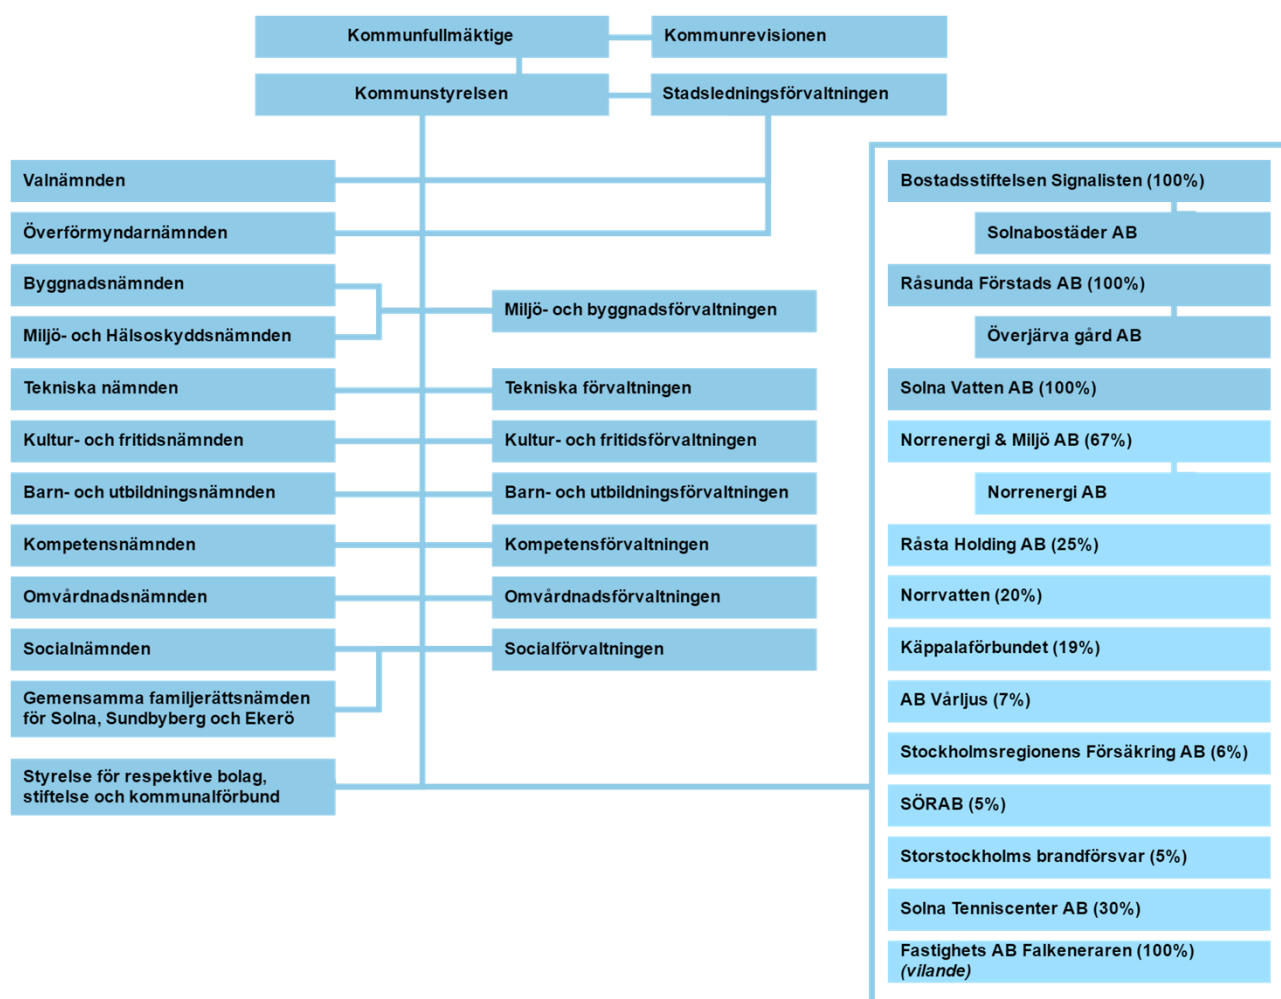 Kommunfullmäktige
Kommunrevisionen
Kommunstyrelsen
Stadsledningsförvaltningen
Valnämnden
Överförmyndarnämnden
Byggnadsnämnden
Miljö- och Hälsoskyddsnämnden
Miljö- och byggnadsförvaltningen
Tekniska nämnden
Tekniska förvaltningen
Kultur- och fritidsnämnden
Kultur- och fritidsförvaltningen
Barn- och utbildningsnämnden
Barn- och utbildningsförvaltningen
Kompetensnämnden
Kompetensförvaltningen
Omvårdnadsnämnden
Omvårdnadsförvaltningen
Socialnämnden
Socialförvaltningen
Gemensamma familjerättsnämden
för Solna, Sundbyberg och Ekerö
Styrelse för respektive bolag,
stiftelse och kommunalförbund
Bostadsstiftelsen Signalisten (100%)
Solnabostäder AB
Råsunda Förstads AB (100%)
Överjärva gård AB
Solna Vatten AB (100%)
Norrenergi & Miljö AB (67%)
Norrenergi AB
Råsta Holding AB (25%)
Norrvatten (20%)
Käppalaförbundet (19%)
AB Vårljus (7%)
Stockholmsregionens Försäkring AB (6%)
SÖRAB (5%)
Storstockholms brandförsvar (5%)
Solna Tenniscenter AB (30%)
Fastighets AB Falkeneraren (100%)
(vilande)